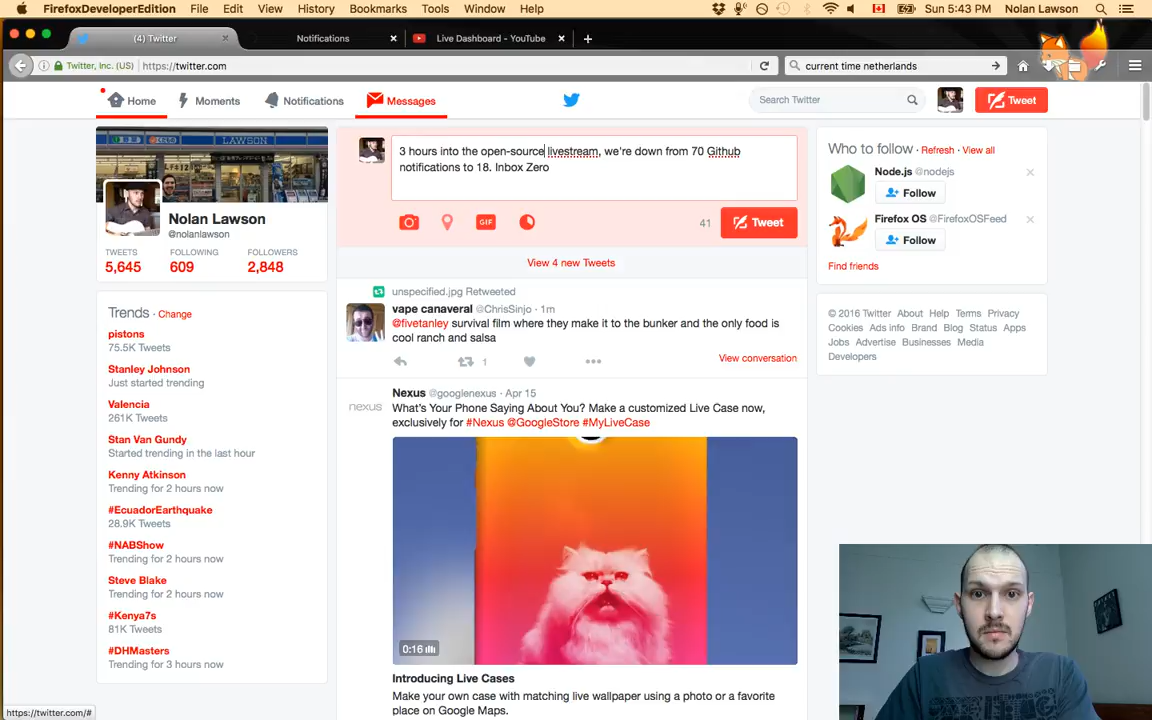 FirefoxDeveloperEdition File Edit View History Bookmarks Tools Window Help Sun 5:43 PM Nolan Lawson
(4) Twitter Notifications Live Dashboard - YouTube
Twitter, Inc. (US) https://twitter.com current time netherlands
Home Moments Notifications Messages Search Twitter Tweet
LAWSON
Nolan Lawson
@nolanlawson
TWEETS FOLLOWING FOLLOWERS
5,645 609 2,848
Trends · Change
pistons
75.5K Tweets
Stanley Johnson
Just started trending
Valencia
261K Tweets
Stan Van Gundy
Started trending in the last hour
Kenny Atkinson
Trending for 2 hours now
#EcuadorEarthquake
28.9K Tweets
#NABShow
Trending for 2 hours now
Steve Blake
Trending for 2 hours now
#Kenya7s
81K Tweets
#DHMasters
Trending for 3 hours now
3 hours into the open-source livestream, we're down from 70 Github
notifications to 18. Inbox Zero
GIF 41 Tweet
View 4 new Tweets
unspecified.jpg Retweeted
vape canaveral @ChrisSinjo · 1m
@fivetanley survival film where they make it to the bunker and the only food is
cool ranch and salsa
1 View conversation
Nexus @googlenexus · Apr 15
nexus
What's Your Phone Saying About You? Make a customized Live Case now,
exclusively for #Nexus @GoogleStore #MyLiveCase
0:16
Introducing Live Cases
Make your own case with matching live wallpaper using a photo or a favorite
place on Google Maps.
Who to follow · Refresh · View all
Node.js @nodejs
Follow
Firefox OS @FirefoxOSFeed
Follow
Find friends
© 2016 Twitter About Help Terms Privacy
Cookies Ads info Brand Blog Status Apps
Jobs Advertise Businesses Media
Developers
https://twitter.com/#